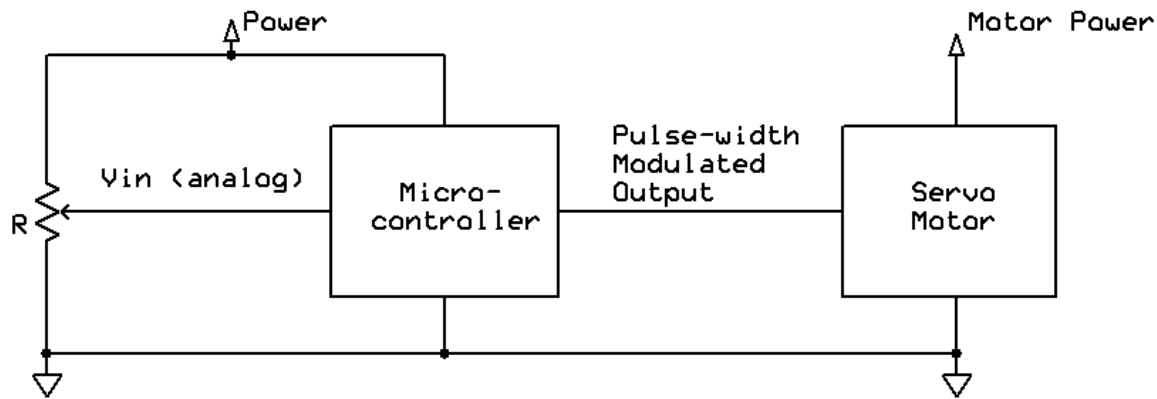 Power
Motor Power
Pulse-width
Modulated
Output
Vin (analog)
Micro-
controller
Servo
Motor
R